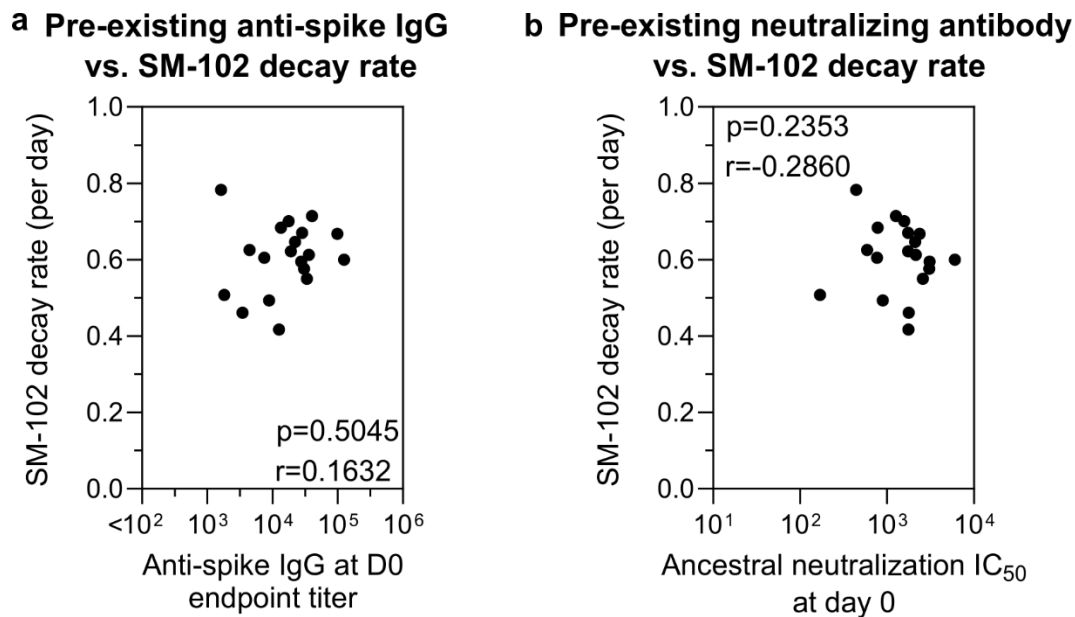 a Pre-existing anti-spike IgG
vs. SM-102 decay rate
SM-102 decay rate (per day)
1.0
0.8
0.6
0.4
0.2
0.0
p=0.5045
r=0.1632
<10² 10³ 10⁴ 10⁵ 10⁶
Anti-spike IgG at D0
endpoint titer
b Pre-existing neutralizing antibody
vs. SM-102 decay rate
SM-102 decay rate (per day)
1.0
0.8
0.6
0.4
0.2
0.0
p=0.2353
r=-0.2860
10¹ 10² 10³ 10⁴
Ancestral neutralization IC₅₀
at day 0